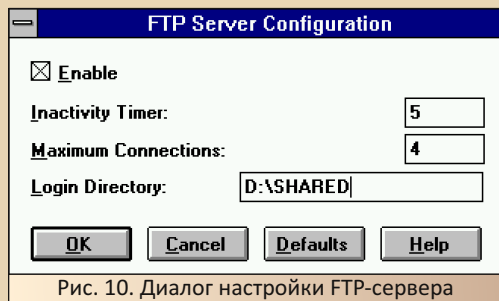 FTP Server Configuration
Enable
Inactivity Timer: 5
Maximum Connections: 4
Login Directory: D:\SHARED
OK Cancel Defaults Help
Рис. 10. Диалог настройки FTP-сервера